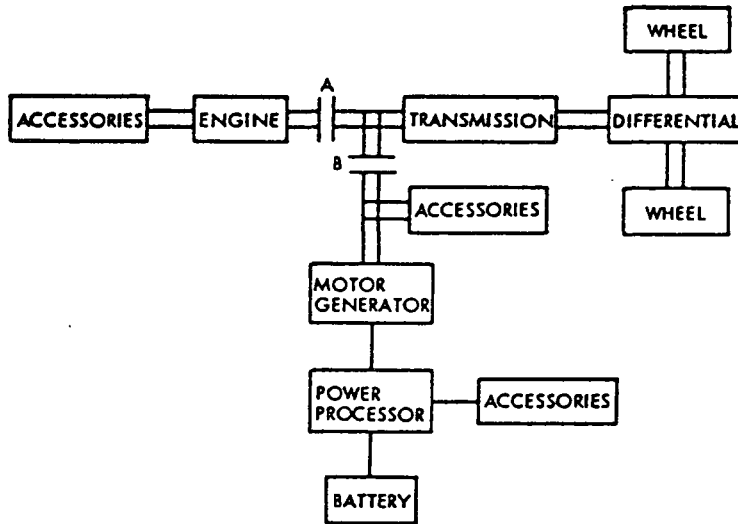 WHEEL
A
ACCESSORIES
ENGINE
TRANSMISSION
DIFFERENTIAL
B
ACCESSORIES
WHEEL
MOTOR
GENERATOR
POWER
PROCESSOR
ACCESSORIES
BATTERY